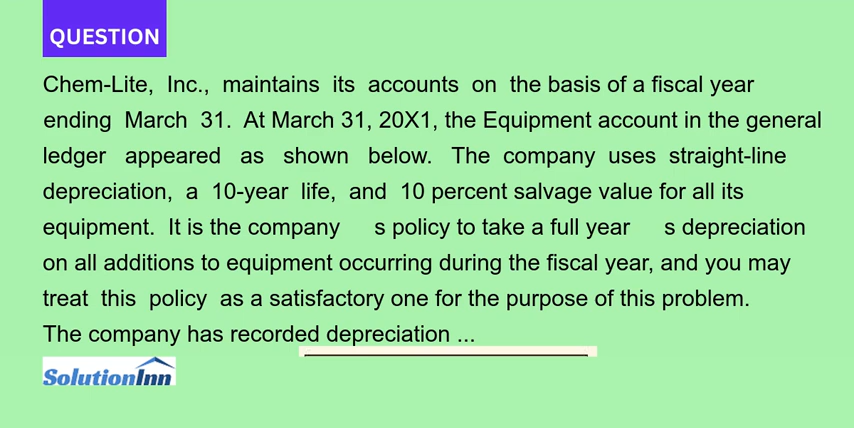 QUESTION
Chem-Lite, Inc., maintains its accounts on the basis of a fiscal year
ending March 31. At March 31, 20X1, the Equipment account in the general
ledger appeared as shown below. The company uses straight-line
depreciation, a 10-year life, and 10 percent salvage value for all its
equipment. It is the company s policy to take a full year s depreciation
on all additions to equipment occurring during the fiscal year, and you may
treat this policy as a satisfactory one for the purpose of this problem.
The company has recorded depreciation ...
SolutionInn